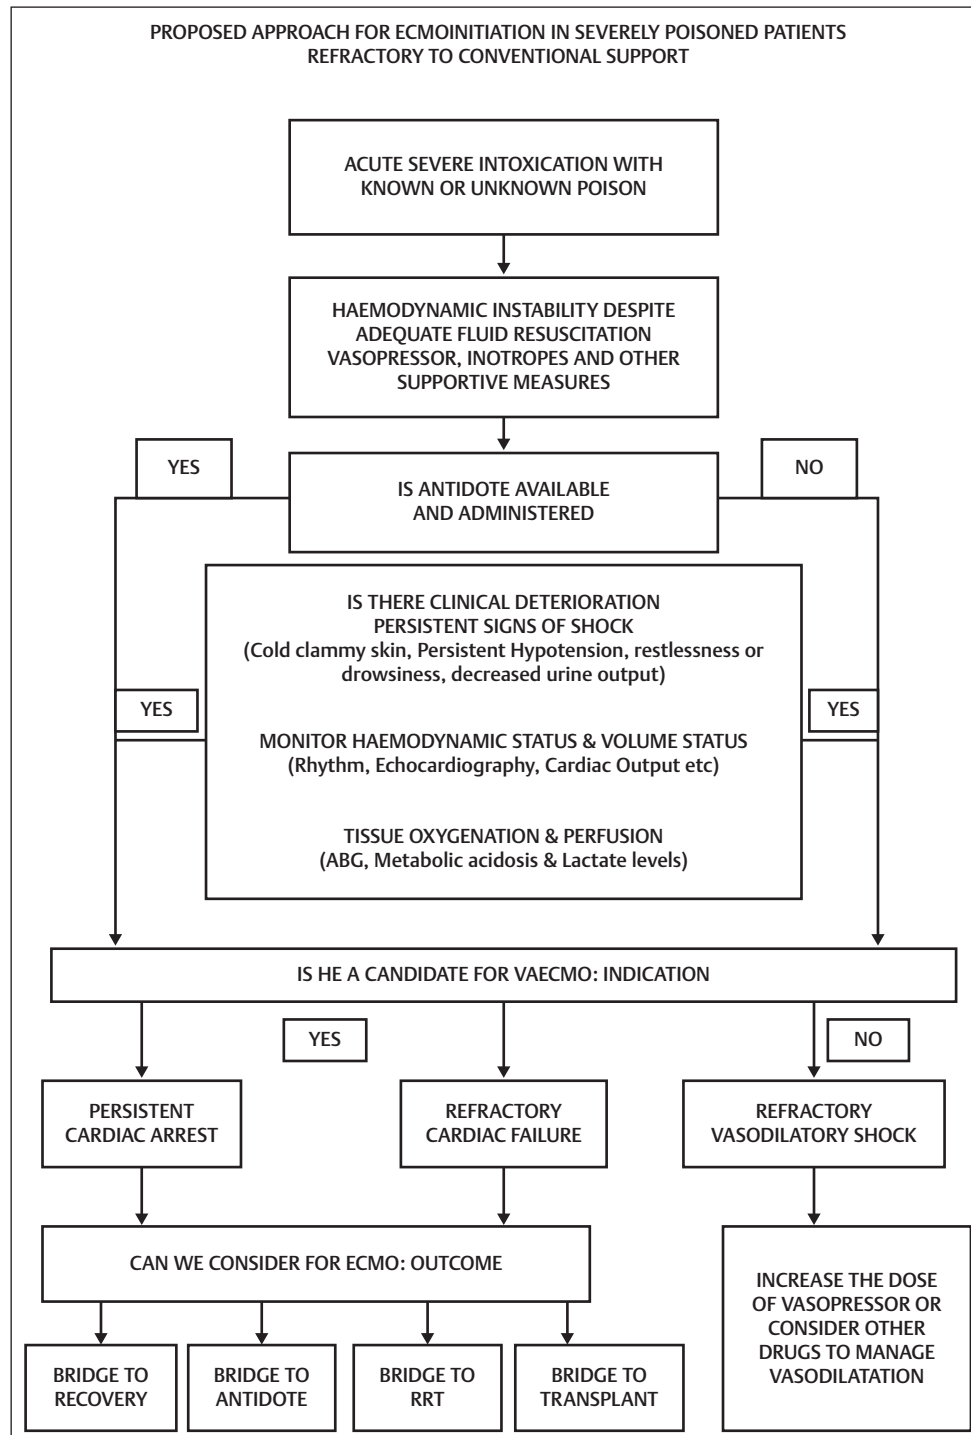 PROPOSED APPROACH FOR ECMOINITIATION IN SEVERELY POISONED PATIENTS
REFRACTORY TO CONVENTIONAL SUPPORT
ACUTE SEVERE INTOXICATION WITH
KNOWN OR UNKNOWN POISON
HAEMODYNAMIC INSTABILITY DESPITE
ADEQUATE FLUID RESUSCITATION
VASOPRESSOR, INOTROPES AND OTHER
SUPPORTIVE MEASURES
YES
NO
IS ANTIDOTE AVAILABLE
AND ADMINISTERED
IS THERE CLINICAL DETERIORATION
PERSISTENT SIGNS OF SHOCK
(Cold clammy skin, Persistent Hypotension, restlessness or
drowsiness, decreased urine output)
YES
YES
MONITOR HAEMODYNAMIC STATUS & VOLUME STATUS
(Rhythm, Echocardiography, Cardiac Output etc)
TISSUE OXYGENATION & PERFUSION
(ABG, Metabolic acidosis & Lactate levels)
IS HE A CANDIDATE FOR VAECMO: INDICATION
YES
NO
PERSISTENT
CARDIAC ARREST
REFRACTORY
CARDIAC FAILURE
REFRACTORY
VASODILATORY SHOCK
CAN WE CONSIDER FOR ECMO: OUTCOME
INCREASE THE DOSE
OF VASOPRESSOR OR
CONSIDER OTHER
DRUGS TO MANAGE
VASODILATATION
BRIDGE TO
RECOVERY
BRIDGE TO
ANTIDOTE
BRIDGE TO
RRT
BRIDGE TO
TRANSPLANT